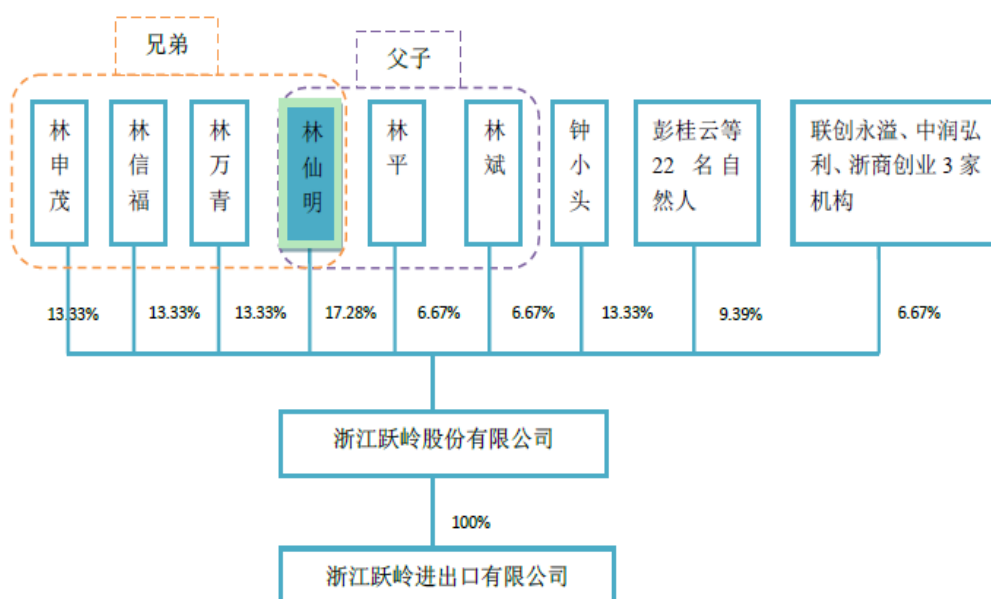 兄弟
父子
林申茂
林信福
林万青
林仙明
林平
林斌
钟小头
彭桂云等
22 名自
然人
联创永溢、中润弘
利、浙商创业 3 家
机构
13.33%
13.33%
13.33%
17.28%
6.67%
6.67%
13.33%
9.39%
6.67%
浙江跃岭股份有限公司
100%
浙江跃岭进出口有限公司